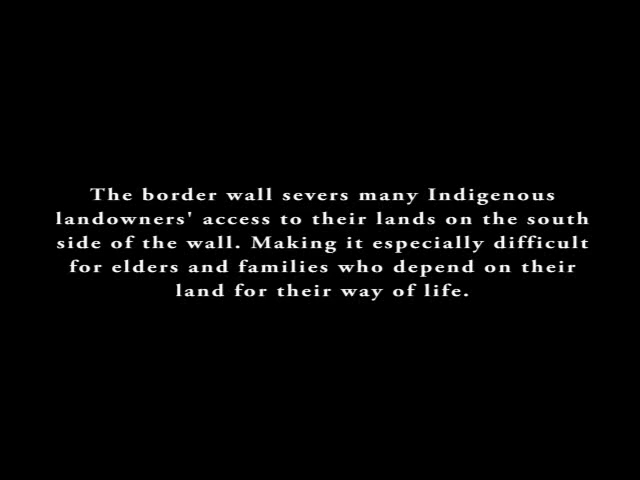 The border wall severs many Indigenous
landowners' access to their lands on the south
side of the wall. Making it especially difficult
for elders and families who depend on their
land for their way of life.